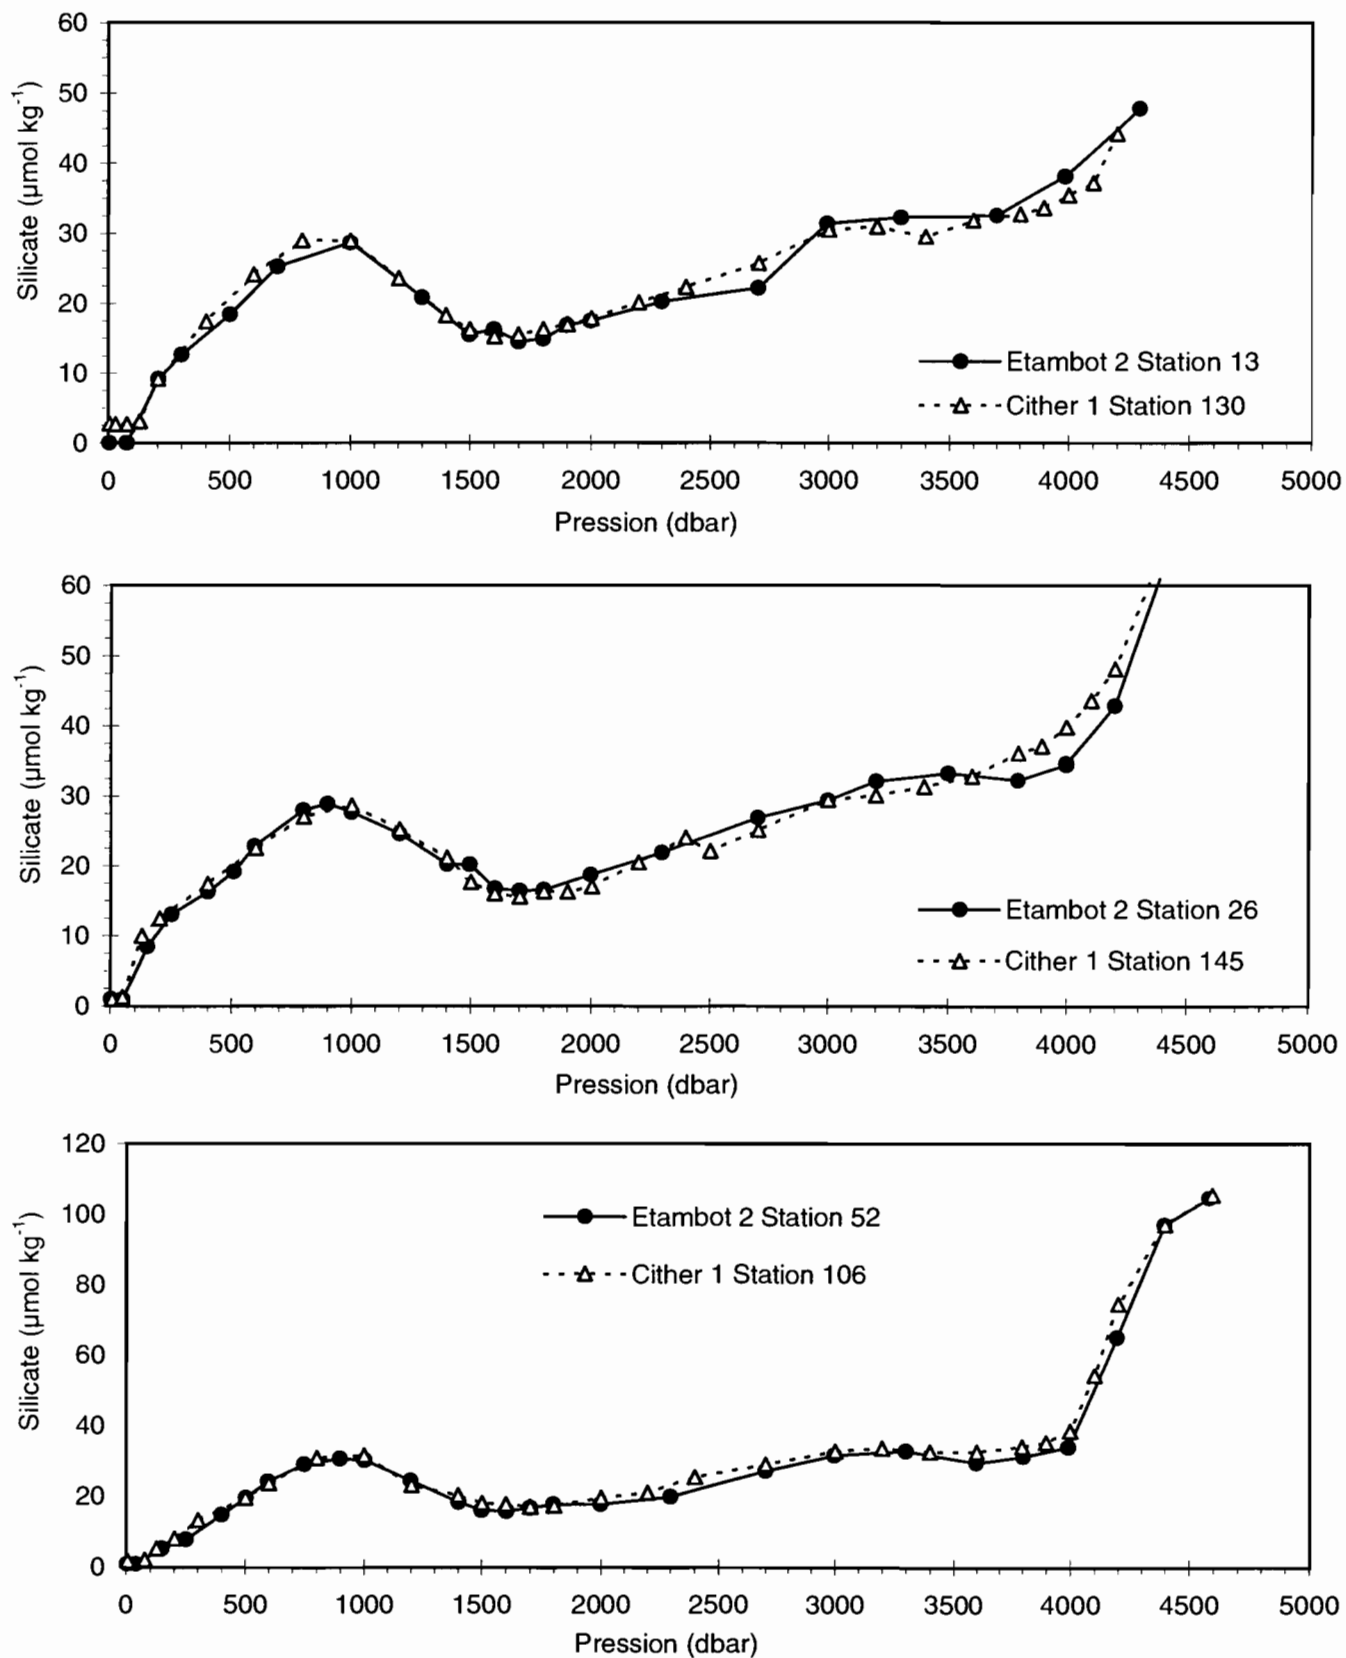 60
50
40
30
20
10
0
Silicate (µmol kg⁻¹)
Etambot 2 Station 13
Cither 1 Station 130
0 500 1000 1500 2000 2500 3000 3500 4000 4500 5000
Pression (dbar)
60
50
40
30
20
10
0
Silicate (µmol kg⁻¹)
Etambot 2 Station 26
Cither 1 Station 145
0 500 1000 1500 2000 2500 3000 3500 4000 4500 5000
Pression (dbar)
120
100
80
60
40
20
0
Silicate (µmol kg⁻¹)
Etambot 2 Station 52
Cither 1 Station 106
0 500 1000 1500 2000 2500 3000 3500 4000 4500 5000
Pression (dbar)